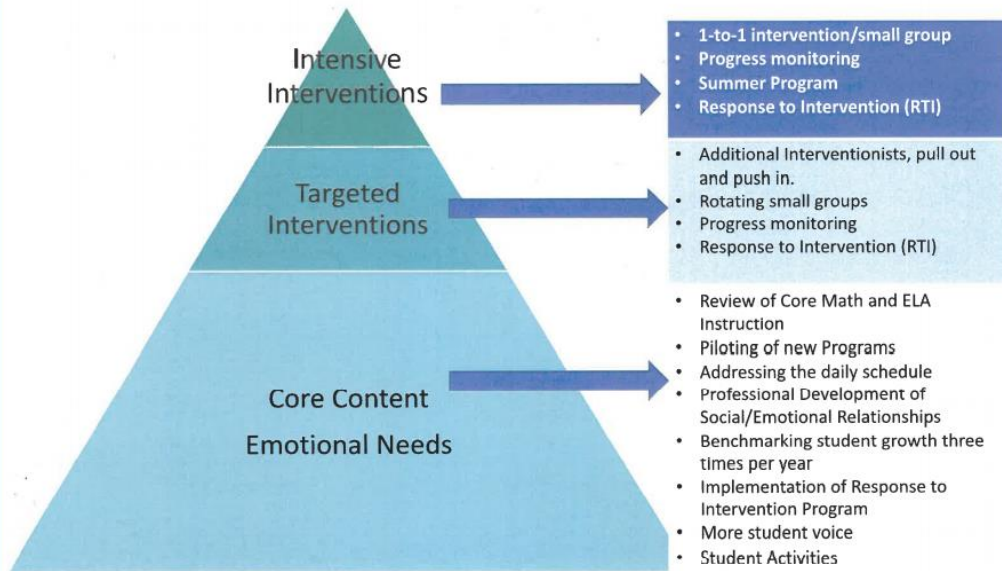 Intensive
Interventions
• 1-to-1 intervention/small group
• Progress monitoring
• Summer Program
• Response to Intervention (RTI)
Targeted
Interventions
• Additional Interventionists, pull out
and push in.
• Rotating small groups
• Progress monitoring
• Response to Intervention (RTI)
Core Content
Emotional Needs
• Review of Core Math and ELA
Instruction
• Piloting of new Programs
• Addressing the daily schedule
• Professional Development of
Social/Emotional Relationships
• Benchmarking student growth three
times per year
• Implementation of Response to
Intervention Program
• More student voice
• Student Activities